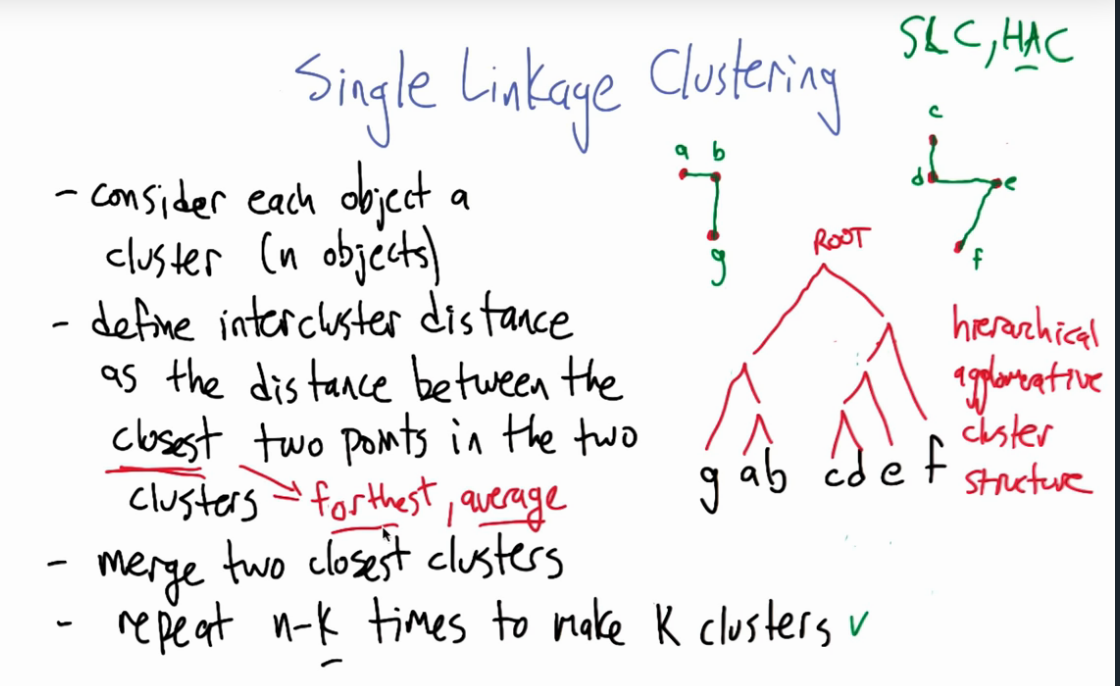 SLC, HAC
Single Linkage Clustering
- consider each object a
cluster (n objects)
- define intercluster distance
as the distance between the
closest two points in the two
clusters → farthest, average
- merge two closest clusters
- repeat n-k times to make K clusters ✓
a b
g
c
d e
f
ROOT
g ab cd e f
hierarchical
agglomerative
cluster
structure